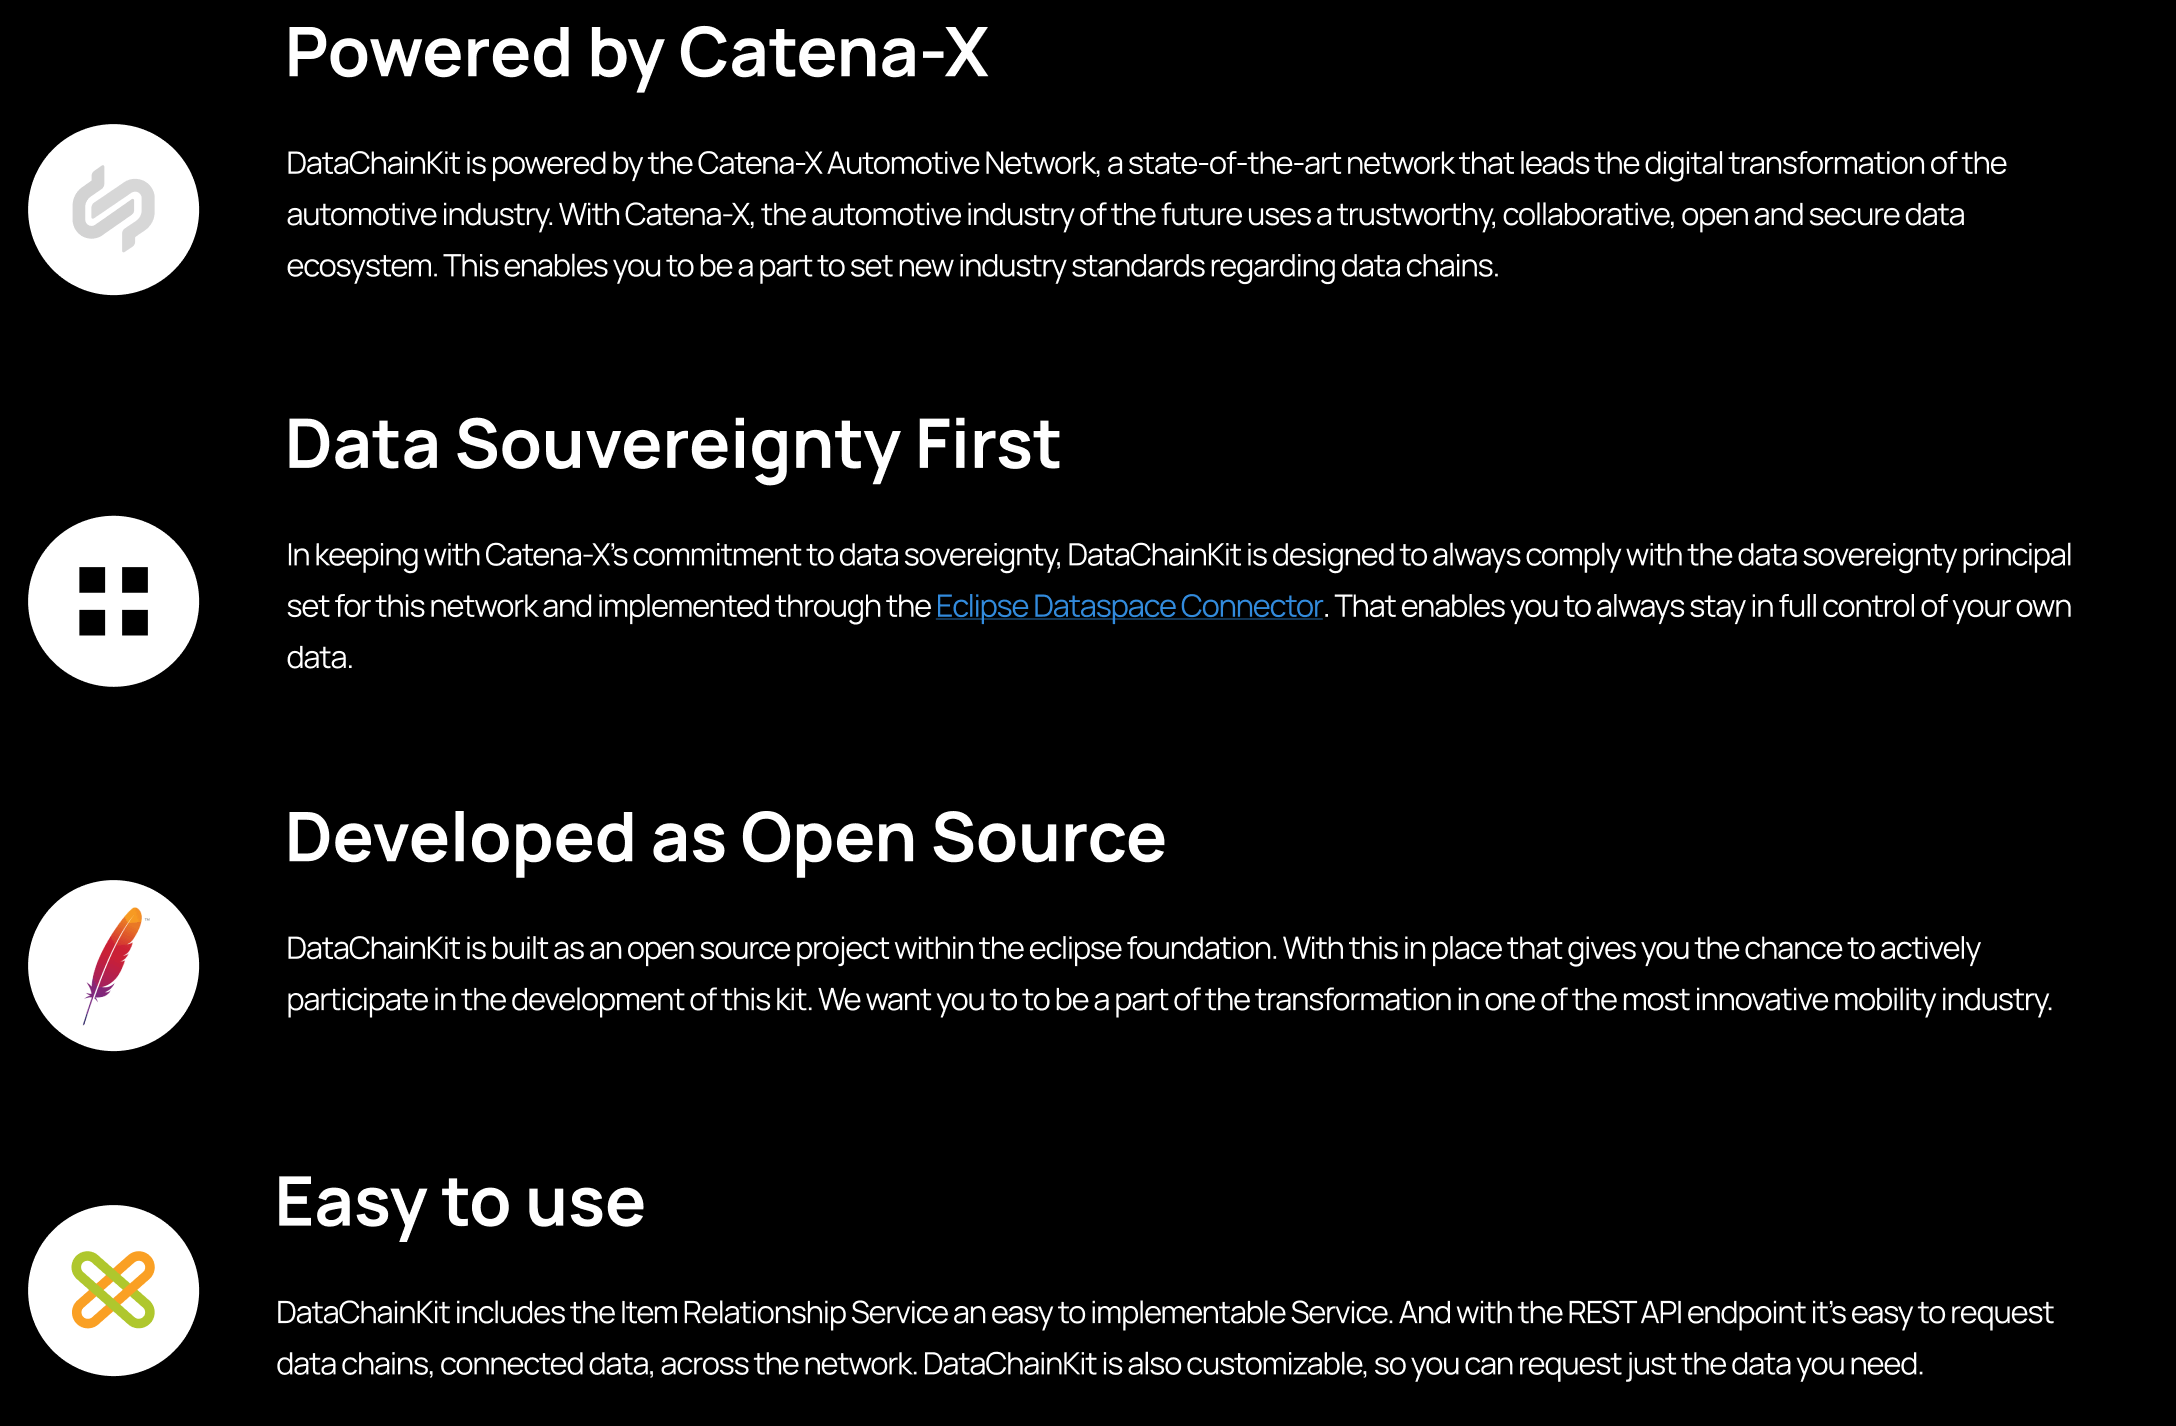 Powered by Catena-X
DataChainKit is powered by the Catena-X Automotive Network, a state-of-the-art network that leads the digital transformation of the
automotive industry. With Catena-X, the automotive industry of the future uses a trustworthy, collaborative, open and secure data
ecosystem. This enables you to be a part to set new industry standards regarding data chains.
Data Souvereignty First
In keeping with Catena-X’s commitment to data sovereignty, DataChainKit is designed to always comply with the data sovereignty principal
set for this network and implemented through the Eclipse Dataspace Connector. That enables you to always stay in full control of your own
data.
Developed as Open Source
DataChainKit is built as an open source project within the eclipse foundation. With this in place that gives you the chance to actively
participate in the development of this kit. We want you to to be a part of the transformation in one of the most innovative mobility industry.
Easy to use
DataChainKit includes the Item Relationship Service an easy to implementable Service. And with the REST API endpoint it’s easy to request
data chains, connected data, across the network. DataChainKit is also customizable, so you can request just the data you need.